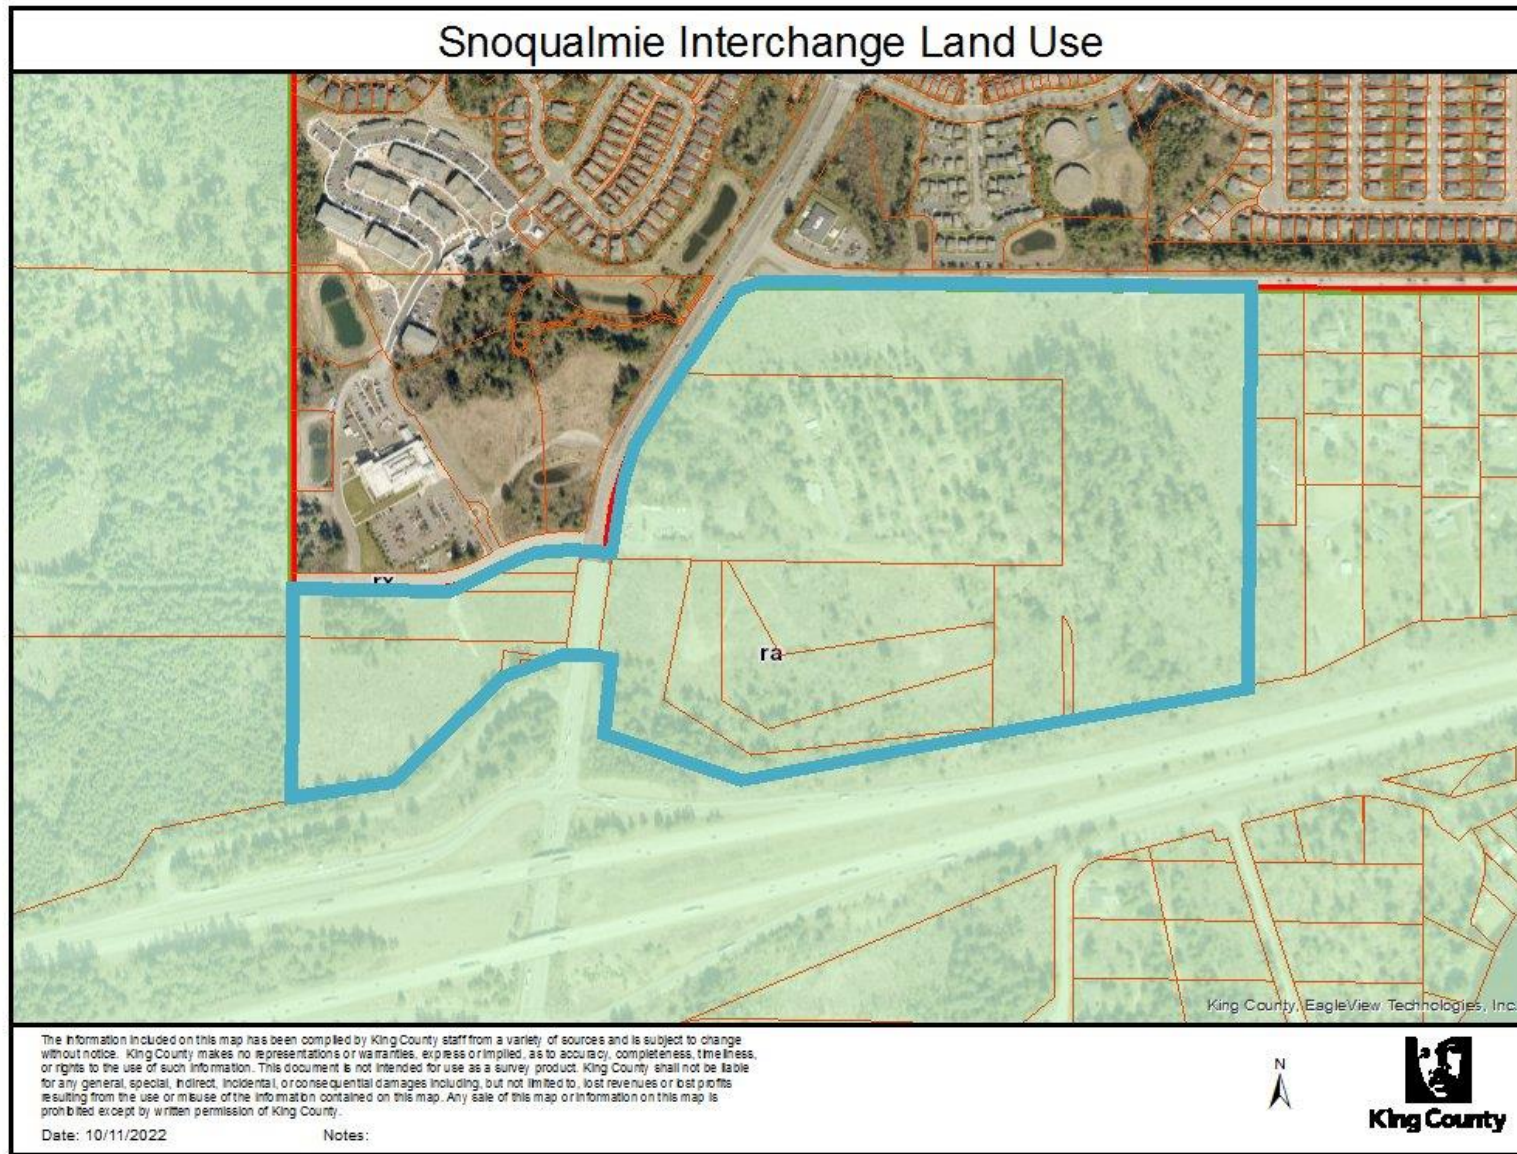 Snoqualmie Interchange Land Use
rx
ra
King County, EagleView Technologies, Inc.
The information included on this map has been compiled by King County staff from a variety of sources and is subject to change
without notice. King County makes no representations or warranties, express or implied, as to accuracy, completeness, timeliness,
or rights to the use of such information. This document is not intended for use as a survey product. King County shall not be liable
for any general, special, indirect, incidental, or consequential damages including, but not limited to, lost revenues or lost profits
resulting from the use or misuse of the information contained on this map. Any sale of this map or information on this map is
prohibited except by written permission of King County.
Date: 10/11/2022 Notes:
N
King County